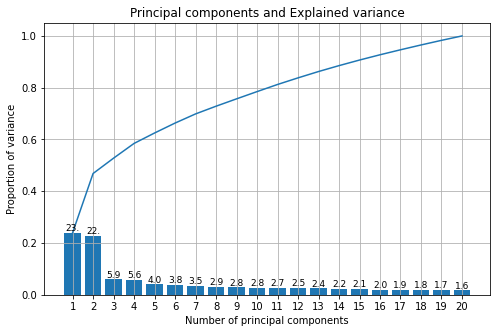 Principal components and Explained variance
Proportion of variance
1.0
0.8
0.6
0.4
0.2
0.0
23. 22. 5.9 5.6 4.0 3.8 3.5 2.9 2.8 2.8 2.7 2.5 2.4 2.2 2.1 2.0 1.9 1.8 1.7 1.6
1 2 3 4 5 6 7 8 9 10 11 12 13 14 15 16 17 18 19 20
Number of principal components